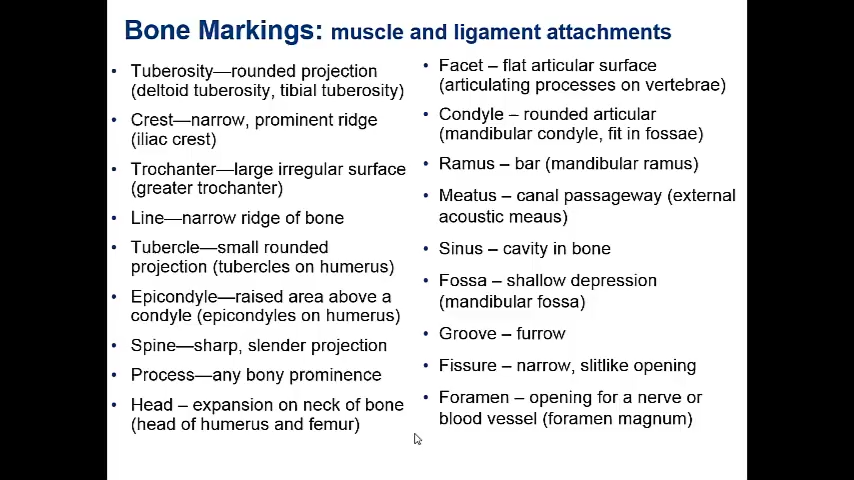 Bone Markings: muscle and ligament attachments
• Tuberosity—rounded projection
(deltoid tuberosity, tibial tuberosity)
• Crest—narrow, prominent ridge
(iliac crest)
• Trochanter—large irregular surface
(greater trochanter)
• Line—narrow ridge of bone
• Tubercle—small rounded
projection (tubercles on humerus)
• Epicondyle—raised area above a
condyle (epicondyles on humerus)
• Spine—sharp, slender projection
• Process—any bony prominence
• Head – expansion on neck of bone
(head of humerus and femur)
• Facet – flat articular surface
(articulating processes on vertebrae)
• Condyle – rounded articular
(mandibular condyle, fit in fossae)
• Ramus – bar (mandibular ramus)
• Meatus – canal passageway (external
acoustic meaus)
• Sinus – cavity in bone
• Fossa – shallow depression
(mandibular fossa)
• Groove – furrow
• Fissure – narrow, slitlike opening
• Foramen – opening for a nerve or
blood vessel (foramen magnum)